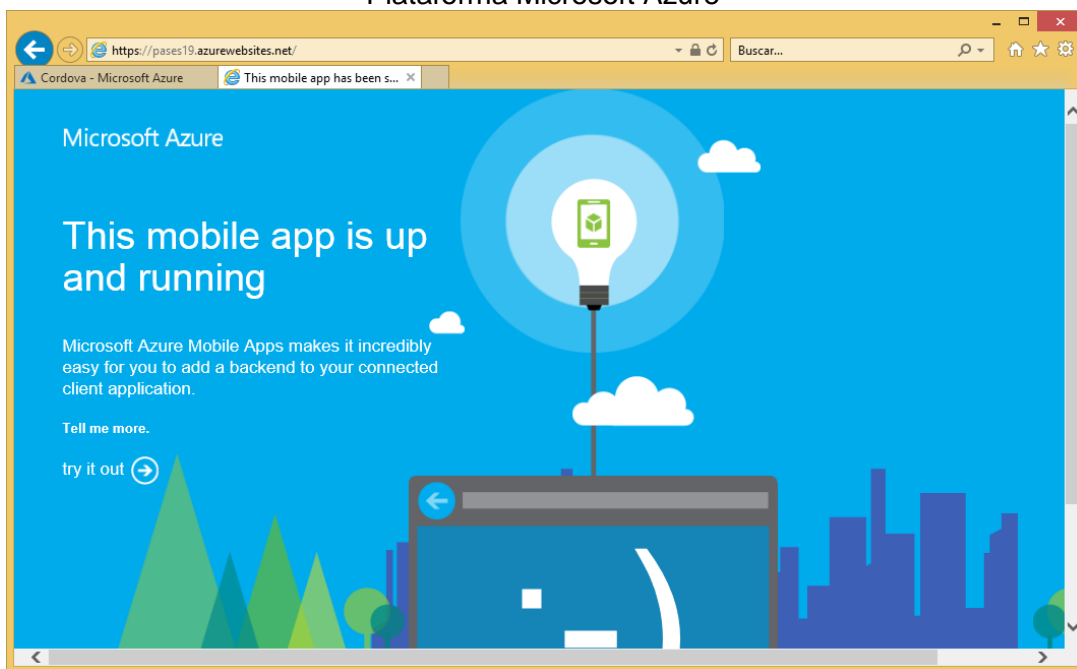 Plataforma Microsoft Azure
https://pases19.azurewebsites.net/
Buscar...
Cordova - Microsoft Azure
This mobile app has been s...
Microsoft Azure
This mobile app is up
and running
Microsoft Azure Mobile Apps makes it incredibly
easy for you to add a backend to your connected
client application.
Tell me more.
try it out
:-)